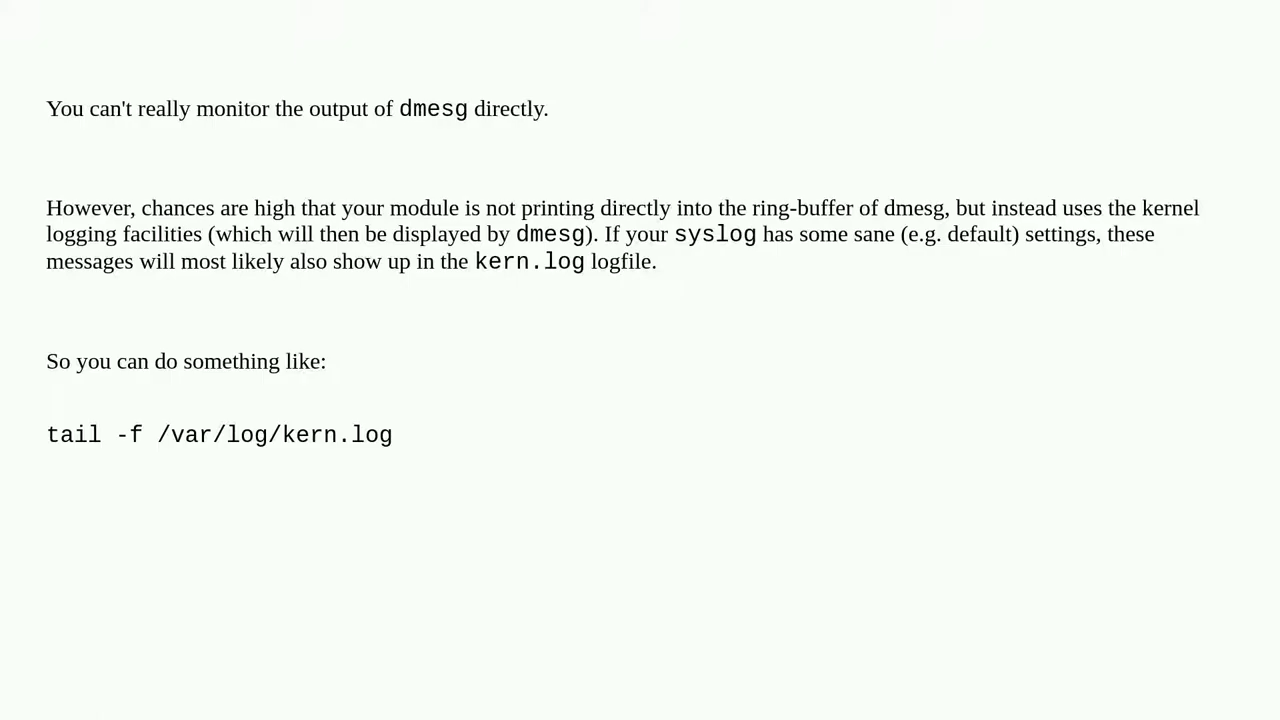 You can't really monitor the output of dmesg directly.
However, chances are high that your module is not printing directly into the ring-buffer of dmesg, but instead uses the kernel
logging facilities (which will then be displayed by dmesg). If your syslog has some sane (e.g. default) settings, these
messages will most likely also show up in the kern.log logfile.
So you can do something like:
tail -f /var/log/kern.log